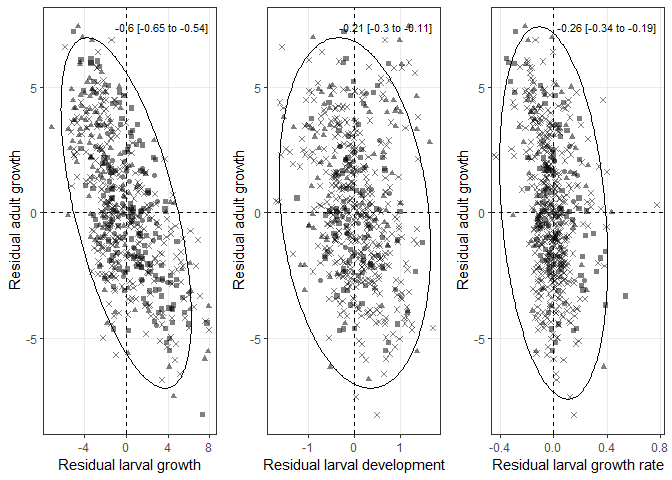 -0.6 [-0.65 to -0.54]
5
0
-5
Residual adult growth
-4
0
4
8
Residual larval growth
-0.21 [-0.3 to -0.11]
5
0
-5
Residual adult growth
-1
0
1
Residual larval development
-0.26 [-0.34 to -0.19]
5
0
-5
Residual adult growth
-0.4
0.0
0.4
0.8
Residual larval growth rate